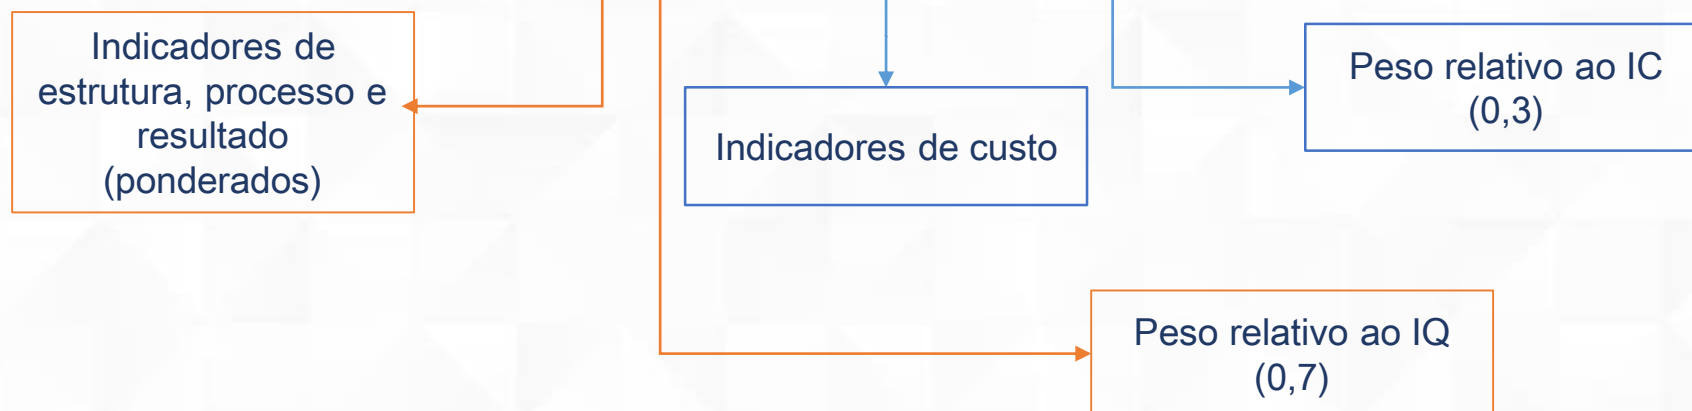 Indicadores de
estrutura, processo e
resultado
(ponderados)
Indicadores de custo
Peso relativo ao IC
(0,3)
Peso relativo ao IQ
(0,7)